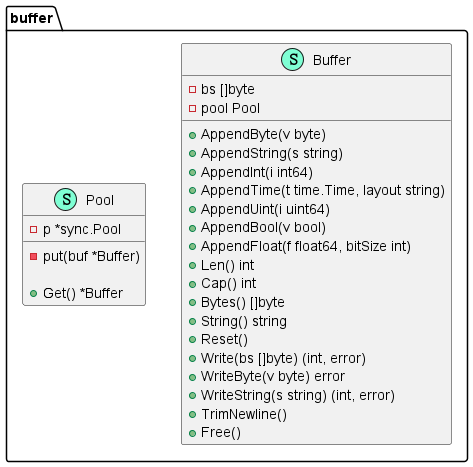 buffer
S Pool
p *sync.Pool
put(buf *Buffer)
Get() *Buffer
S Buffer
bs []byte
pool Pool
AppendByte(v byte)
AppendString(s string)
AppendInt(i int64)
AppendTime(t time.Time, layout string)
AppendUint(i uint64)
AppendBool(v bool)
AppendFloat(f float64, bitSize int)
Len() int
Cap() int
Bytes() []byte
String() string
Reset()
Write(bs []byte) (int, error)
WriteByte(v byte) error
WriteString(s string) (int, error)
TrimNewline()
Free()